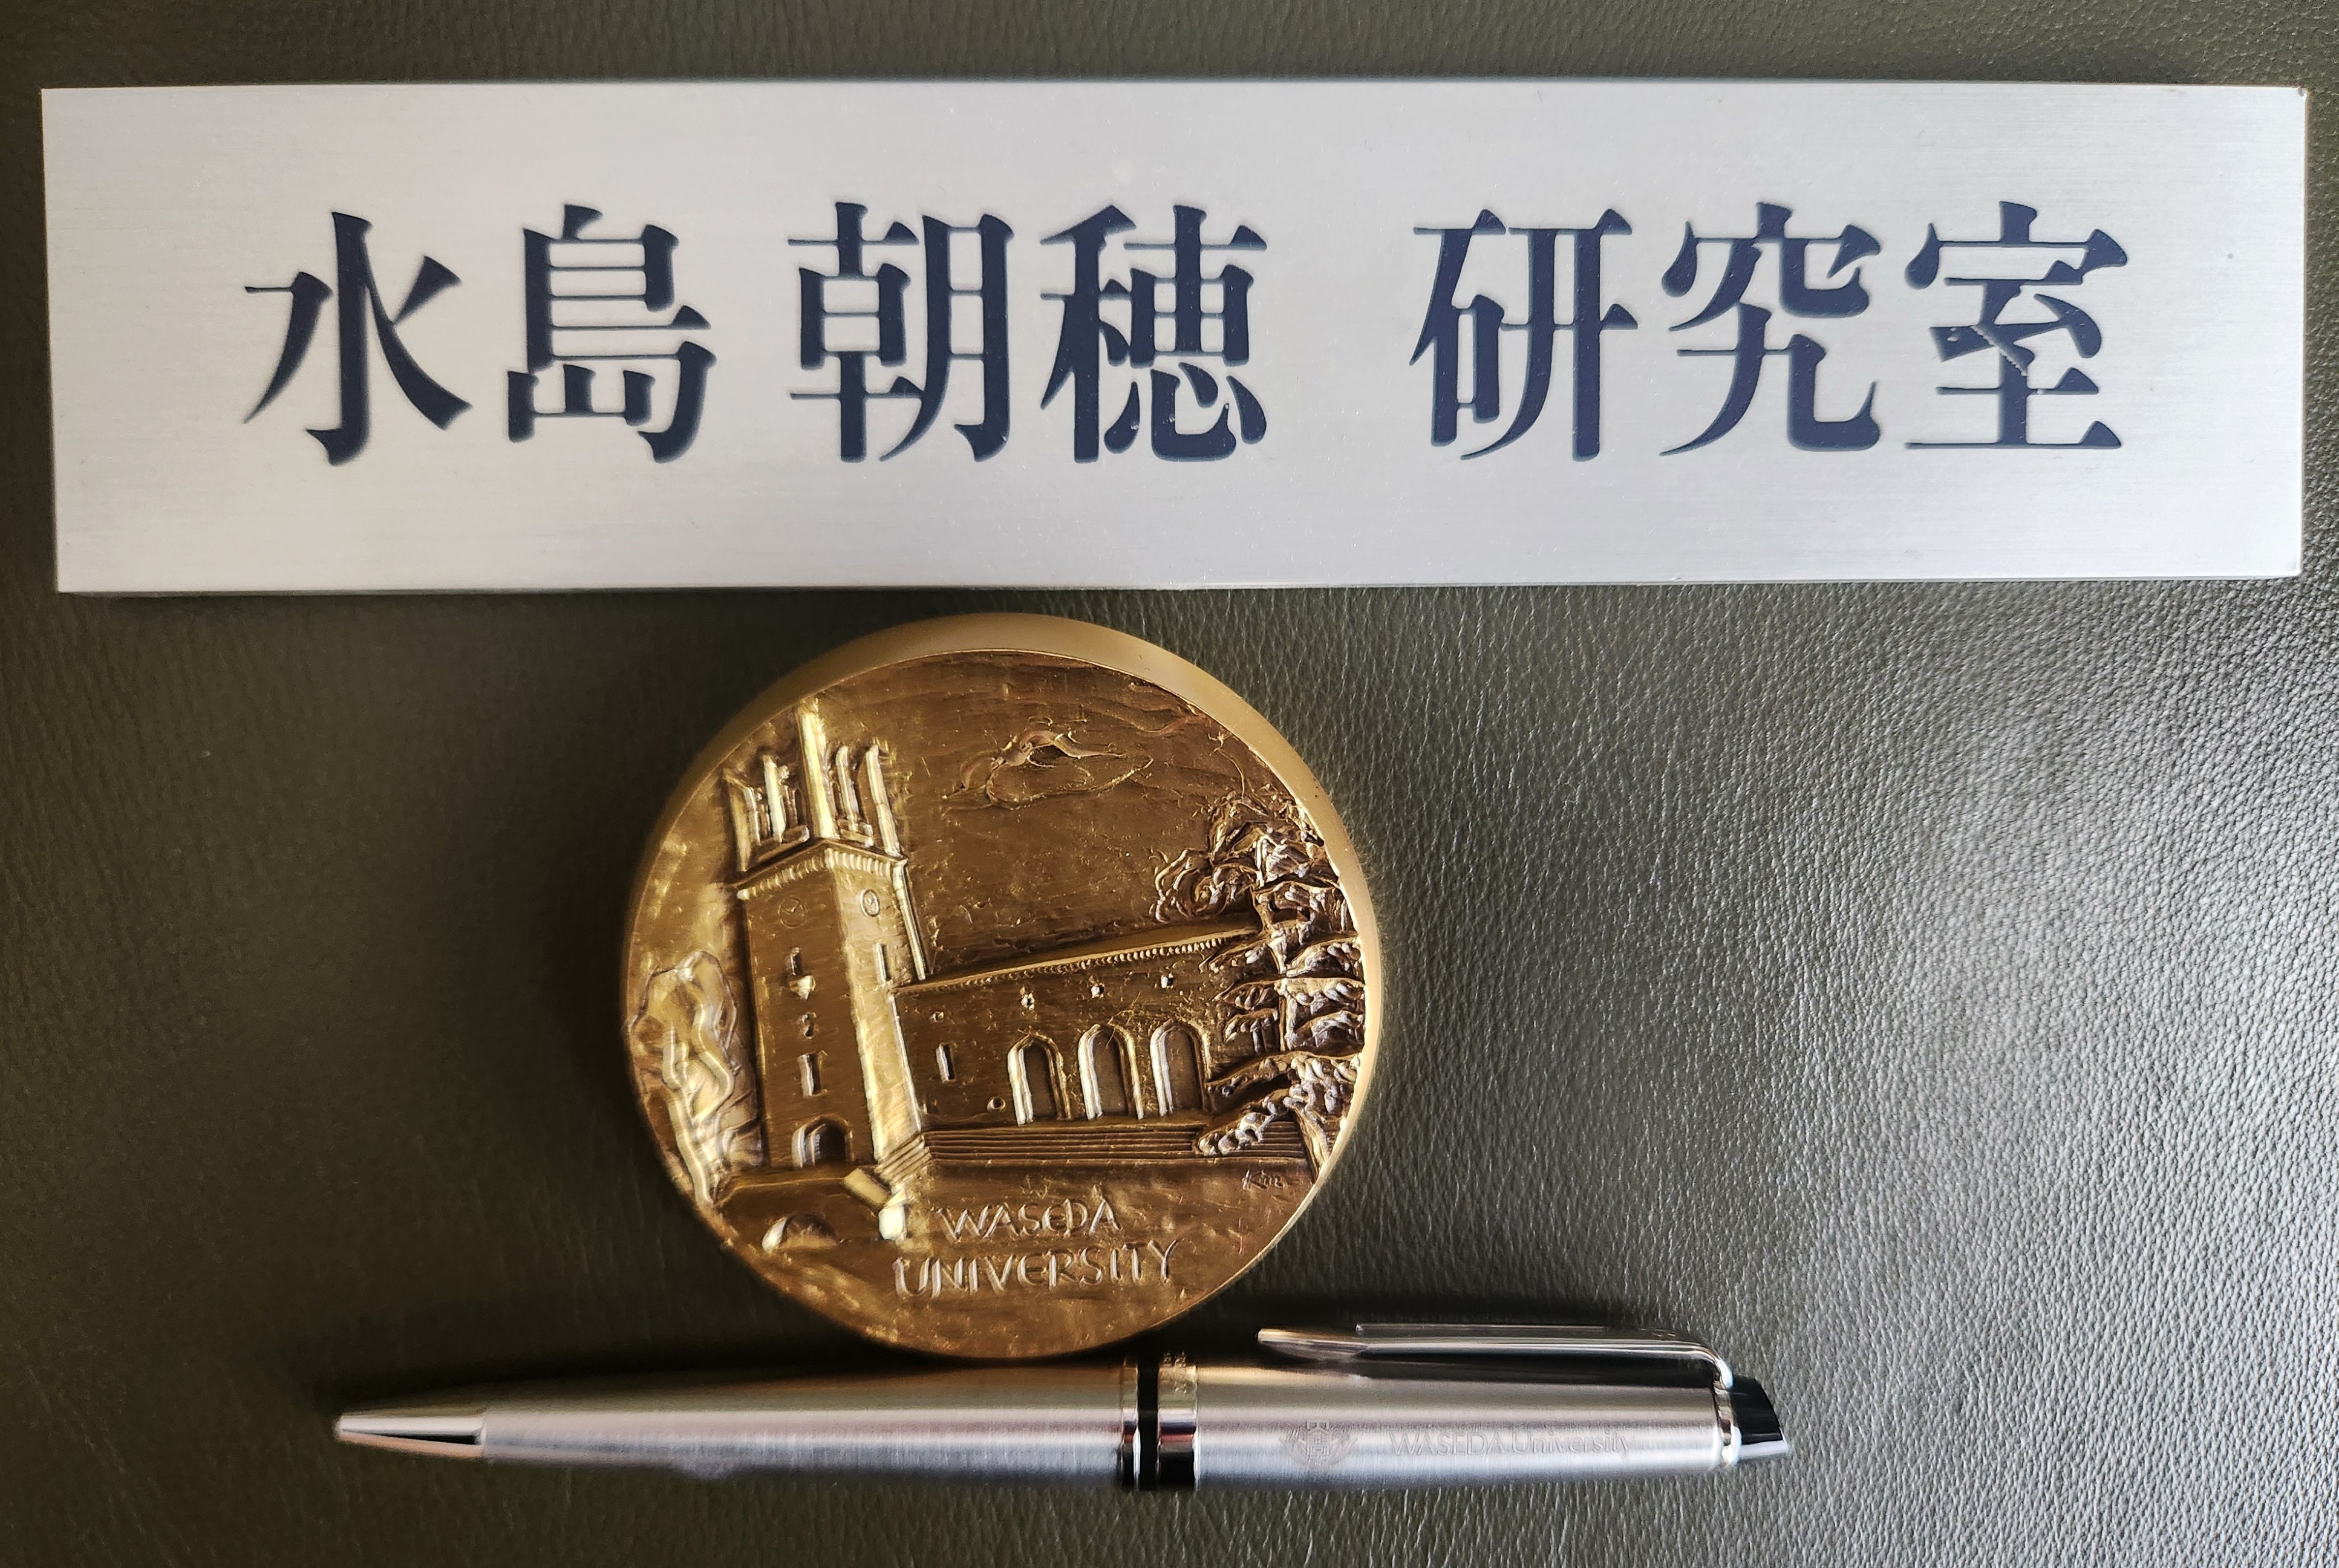 水島 朝穂 研究室
WASEDA
UNIVERSITY
WASEDA University